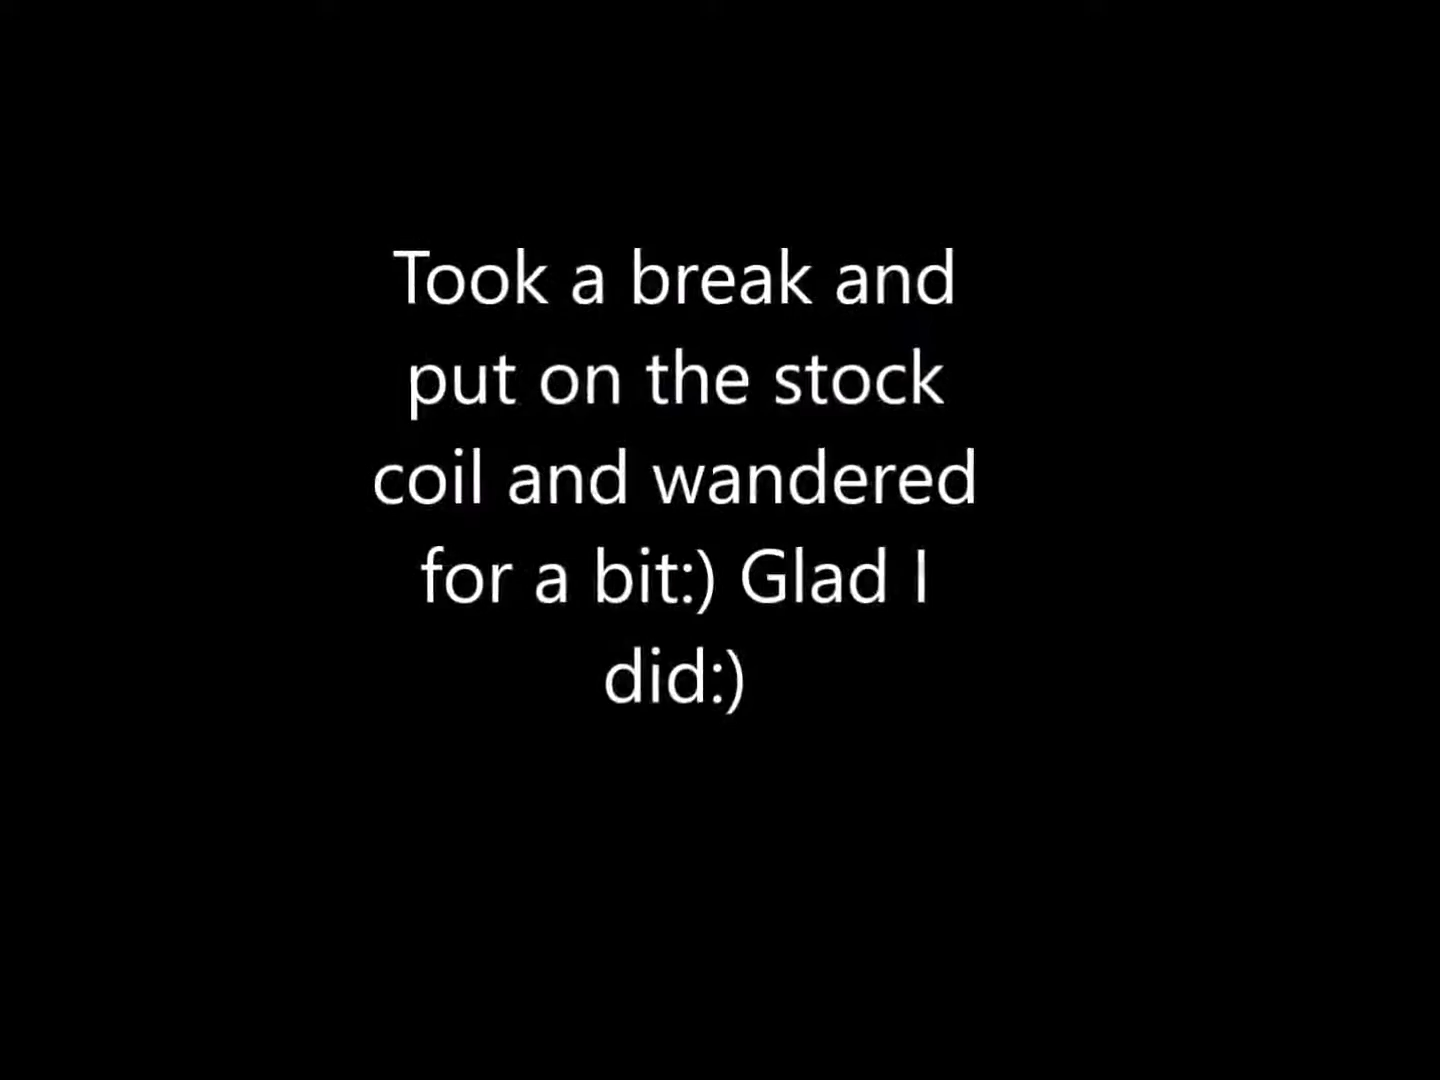 Took a break and
put on the stock
coil and wandered
for a bit:) Glad I
did:)